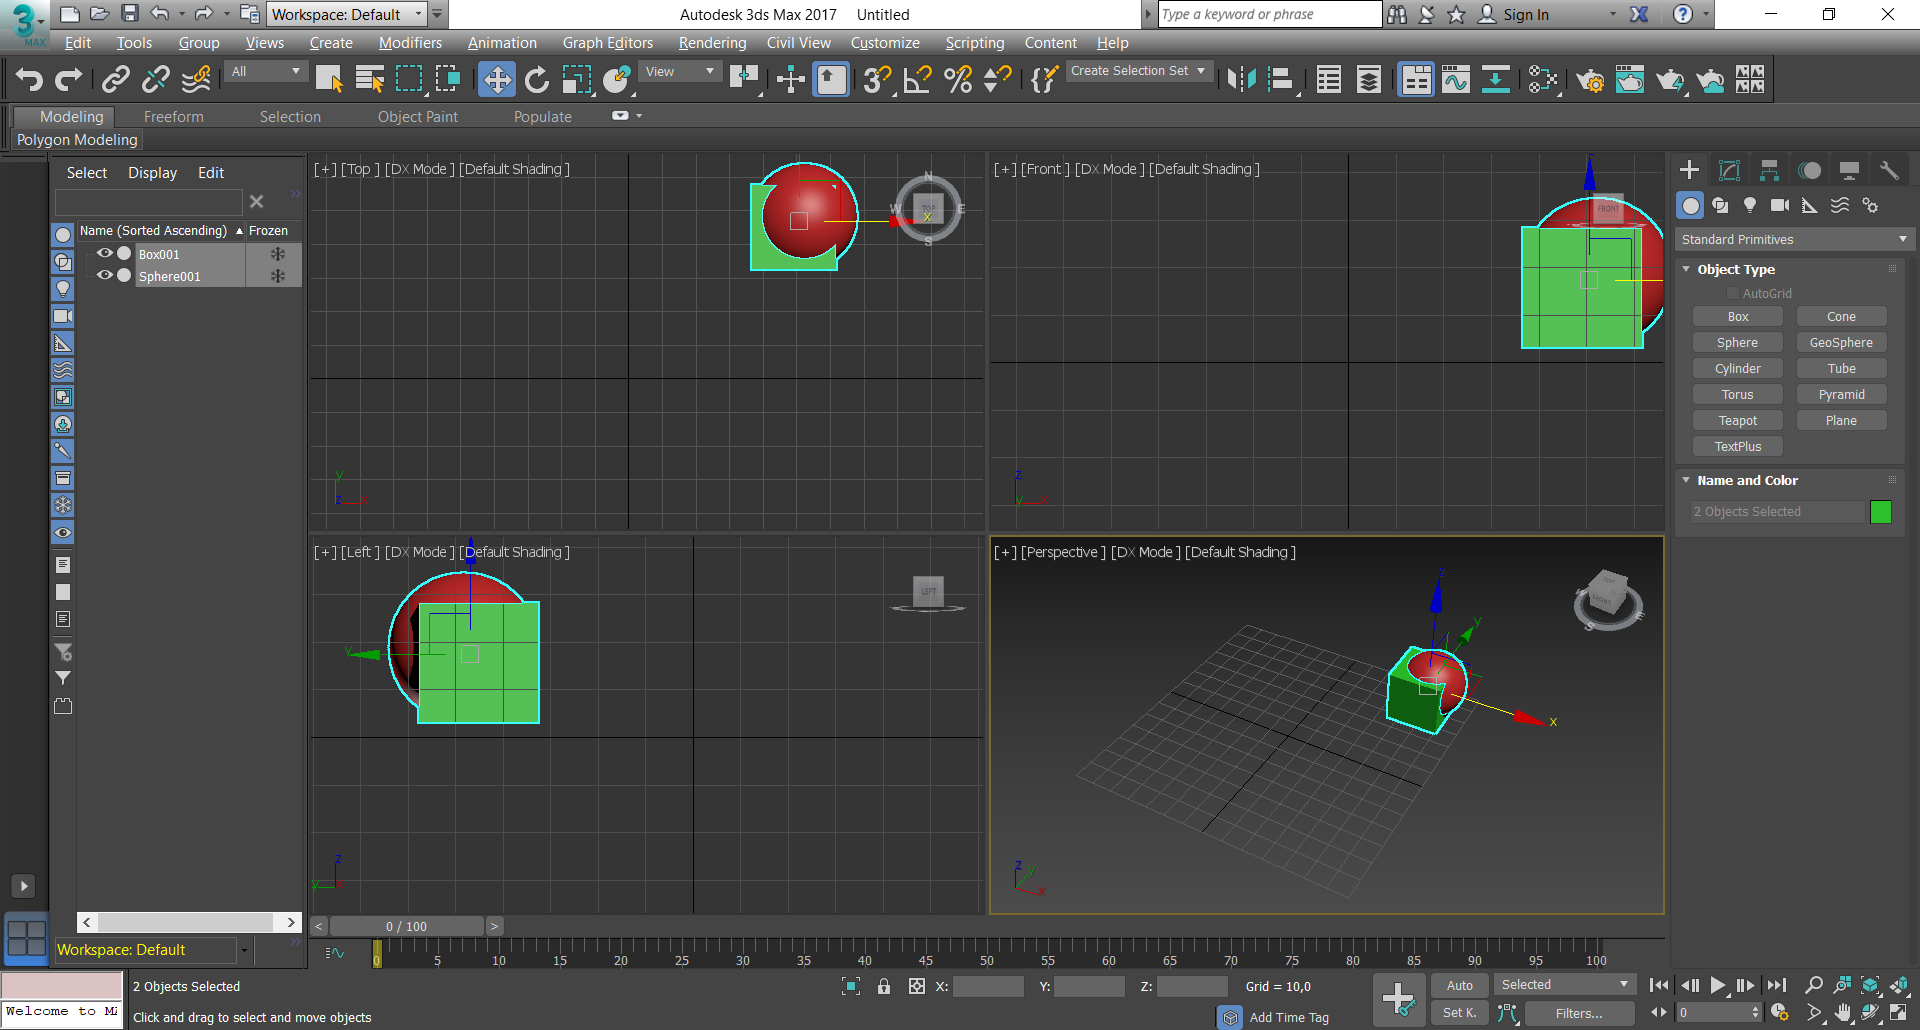 Workspace: Default
Autodesk 3ds Max 2017 Untitled
Type a keyword or phrase
Sign In
MAX
Edit Tools Group Views Create Modifiers Animation Graph Editors Rendering Civil View Customize Scripting Content Help
All
View
Create Selection Set
Modeling Freeform Selection Object Paint Populate
Polygon Modeling
Select Display Edit
Name (Sorted Ascending) Frozen
Box001
Sphere001
Workspace: Default
[+] [Top ] [DX Mode ] [Default Shading ]
N
W E
S
TOP
x
y
z x
[+] [Front ] [DX Mode ] [Default Shading ]
FRONT
z
y x
[+] [Left ] [DX Mode ] [Default Shading ]
LEFT
y
z
y x
[+] [Perspective ] [DX Mode ] [Default Shading ]
z
y
x
TOP
FRONT
W E
S
z
y
x
Standard Primitives
Object Type
AutoGrid
Box Cone
Sphere GeoSphere
Cylinder Tube
Torus Pyramid
Teapot Plane
TextPlus
Name and Color
2 Objects Selected
< 0 / 100 >
0 5 10 15 20 25 30 35 40 45 50 55 60 65 70 75 80 85 90 95 100
2 Objects Selected
X: Y: Z: Grid = 10,0
Auto Selected
Welcome to MA
Click and drag to select and move objects
Add Time Tag
Set K. Filters...
0